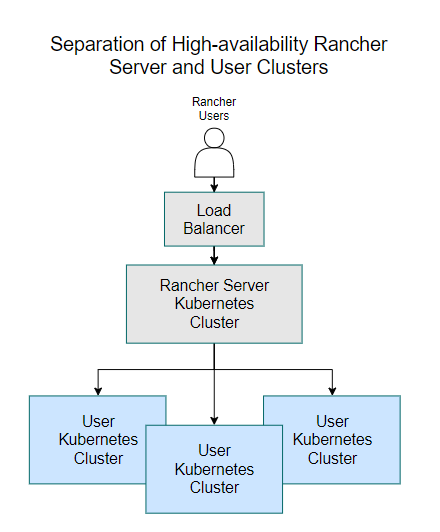 Separation of High-availability Rancher
Server and User Clusters
Rancher
Users
Load
Balancer
Rancher Server
Kubernetes
Cluster
User
Kubernetes
Cluster
User
Kubernetes
Cluster
User
Kubernetes
Cluster